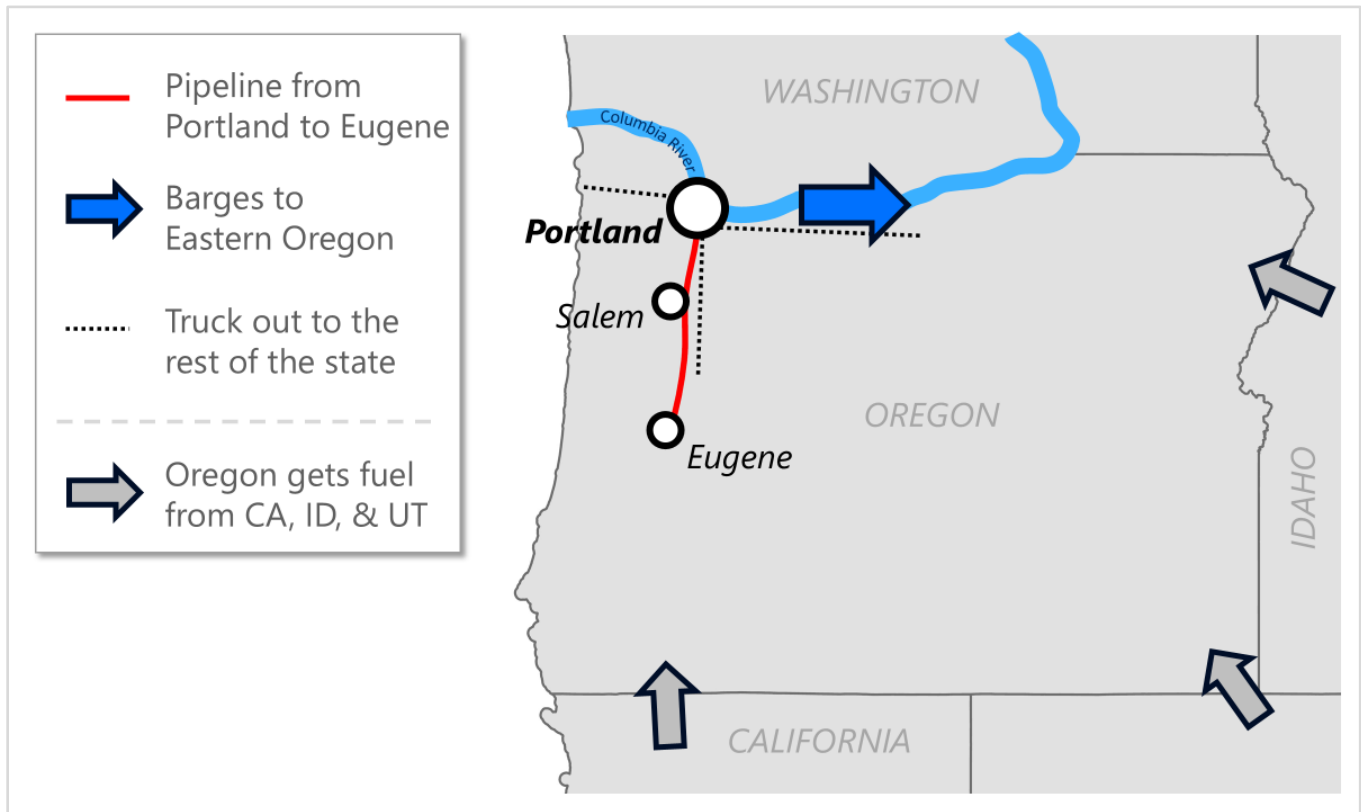 Pipeline from
Portland to Eugene
Barges to
Eastern Oregon
Truck out to the
rest of the state
Oregon gets fuel
from CA, ID, & UT
WASHINGTON
Columbia River
Portland
Salem
OREGON
Eugene
IDAHO
CALIFORNIA